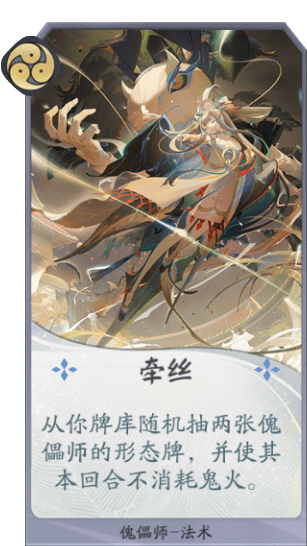 牵丝
从你牌库随机抽两张傀
儡师的形态牌，并使其
本回合不消耗鬼火。
傀儡师-法术